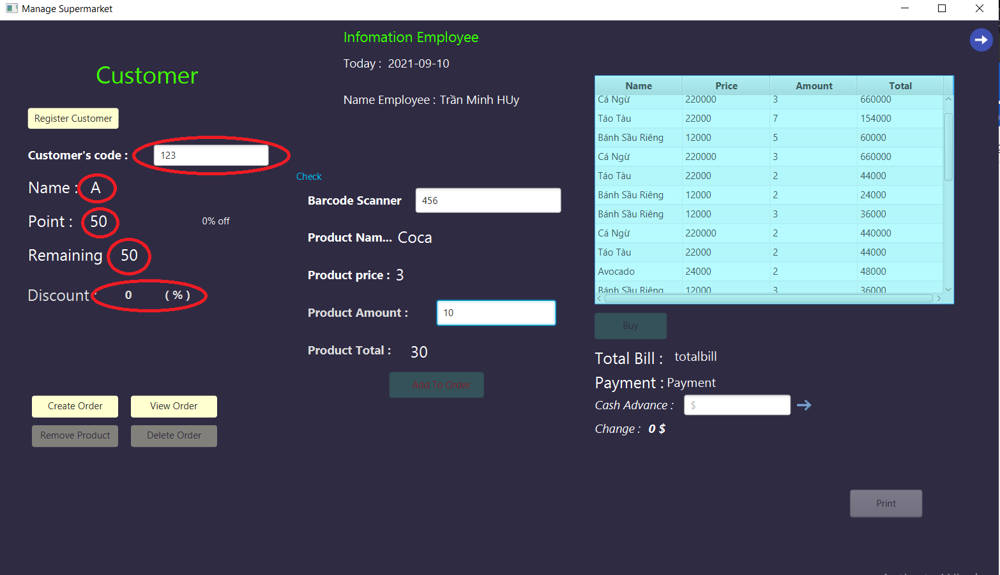 Manage Supermarket
Infomation Employee
Today : 2021-09-10
Name Employee : Trần Minh HUy
Customer
Register Customer
Customer's code : 123
Name : A
Point : 50 0% off
Remaining 50
Discount : 0 ( % )
Create Order View Order
Remove Product Delete Order
Check
Barcode Scanner 456
Product Nam... Coca
Product price : 3
Product Amount : 10
Product Total : 30
Add To Order
Name Price Amount Total
Cá Ngừ 220000 3 660000
Táo Tàu 22000 7 154000
Bánh Sầu Riêng 12000 5 60000
Cá Ngừ 220000 3 660000
Táo Tàu 22000 2 44000
Bánh Sầu Riêng 12000 2 24000
Bánh Sầu Riêng 12000 3 36000
Cá Ngừ 220000 2 440000
Táo Tàu 22000 2 44000
Avocado 24000 2 48000
Bánh Sầu Riêng 12000 3 36000
Buy
Total Bill : totalbill
Payment : Payment
Cash Advance : $
Change : 0 $
Print